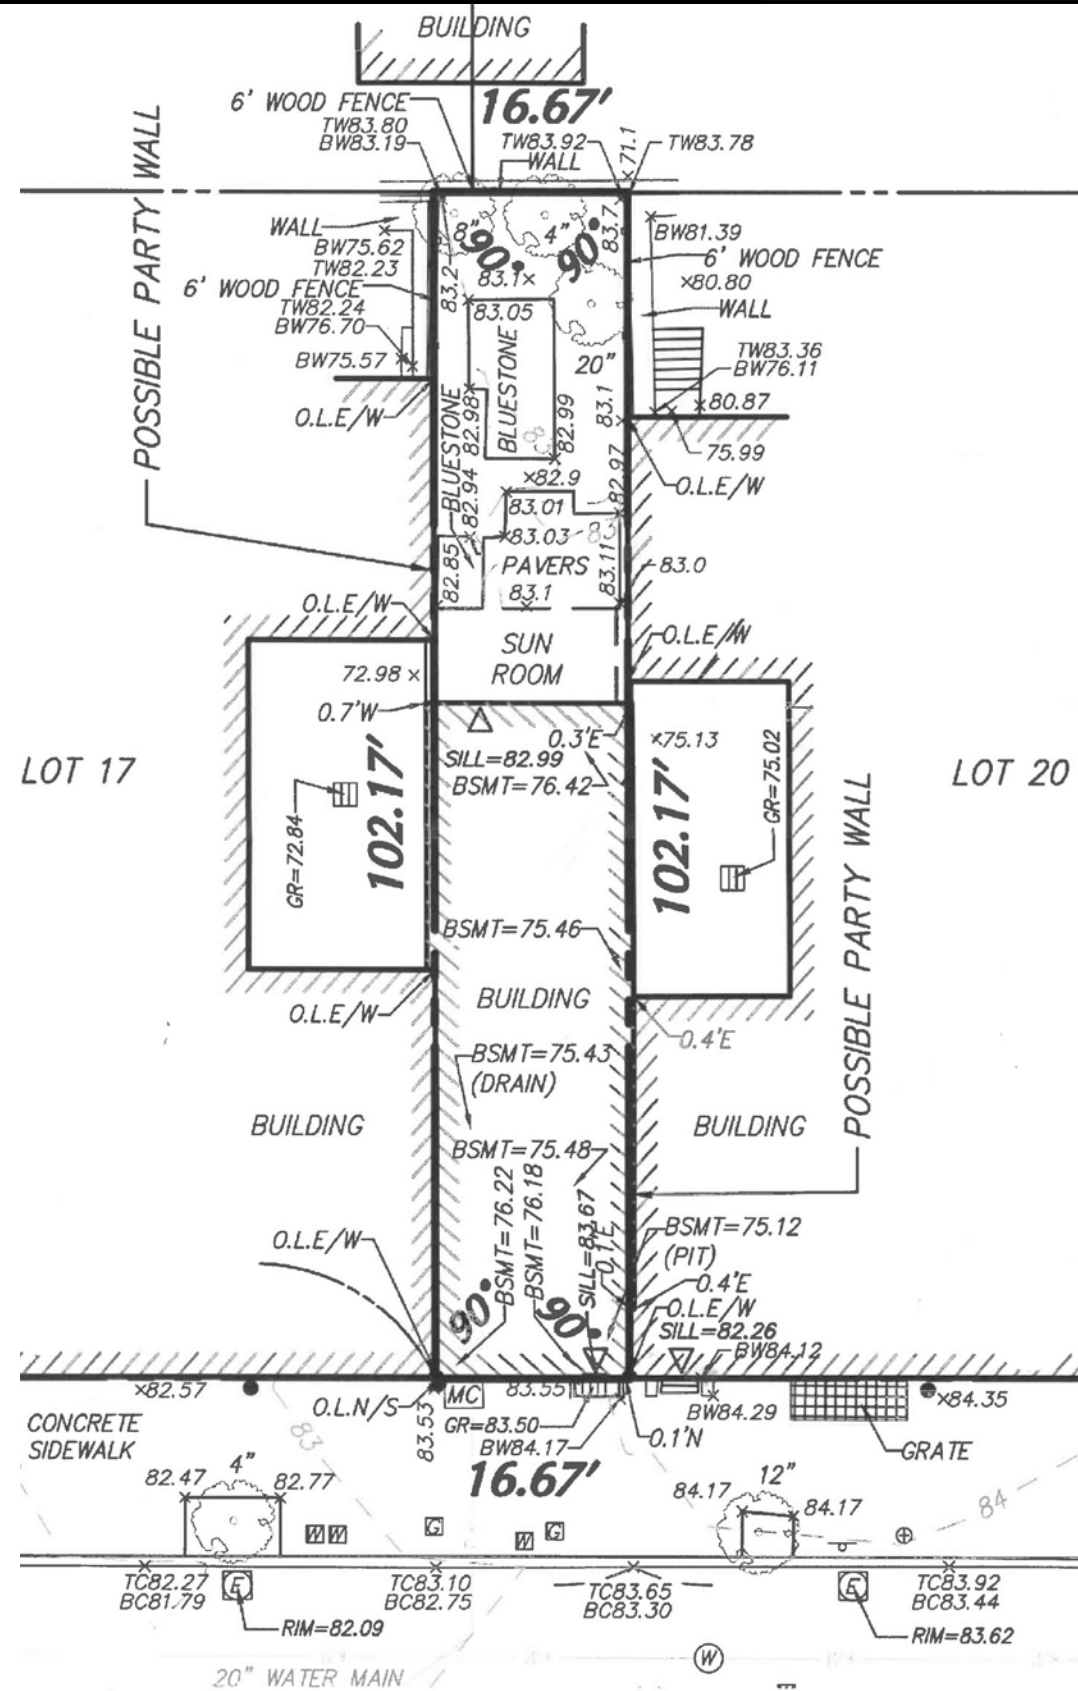 BUILDING
6' WOOD FENCE
16.67'
TW83.80
BW83.19
TW83.92
WALL
71.1
TW83.78
POSSIBLE PARTY WALL
WALL
BW75.62
TW82.23
6' WOOD FENCE
TW82.24
BW76.70
BW75.57
O.L.E/W
8"
4"
90°
90°
83.7
83.2
83.1
83.05
BW81.39
6' WOOD FENCE
80.80
WALL
20"
TW83.36
BW76.11
80.87
75.99
O.L.E/W
BLUESTONE
BLUESTONE
82.98
82.99
83.1
82.94
82.9
82.97
83.01
83.03
83
82.85
PAVERS
83.11
83.0
83.1
O.L.E/W
SUN
ROOM
O.L.E/W
72.98
0.7'W
0.3'E
75.13
SILL=82.99
BSMT=76.42
LOT 17
LOT 20
102.17'
102.17'
GR=72.84
GR=75.02
POSSIBLE PARTY WALL
BSMT=75.46
BUILDING
O.L.E/W
0.4'E
BSMT=75.43
(DRAIN)
BUILDING
BUILDING
BSMT=75.48
BSMT=76.22
BSMT=76.18
SILL=83.67
0.1'E
BSMT=75.12
(PIT)
O.L.E/W
0.4'E
O.L.E/W
SILL=82.26
90°
90°
BW84.12
82.57
O.L.N/S
MC
83.55
83.53
GR=83.50
BW84.17
BW84.29
84.35
0.1'N
GRATE
CONCRETE
SIDEWALK
83
16.67'
4"
82.47
82.77
12"
84.17
84.17
84
W
W
G
W
G
TC82.27
BC81.79
E
TC83.10
BC82.75
TC83.65
BC83.30
E
TC83.92
BC83.44
RIM=82.09
RIM=83.62
W
20" WATER MAIN